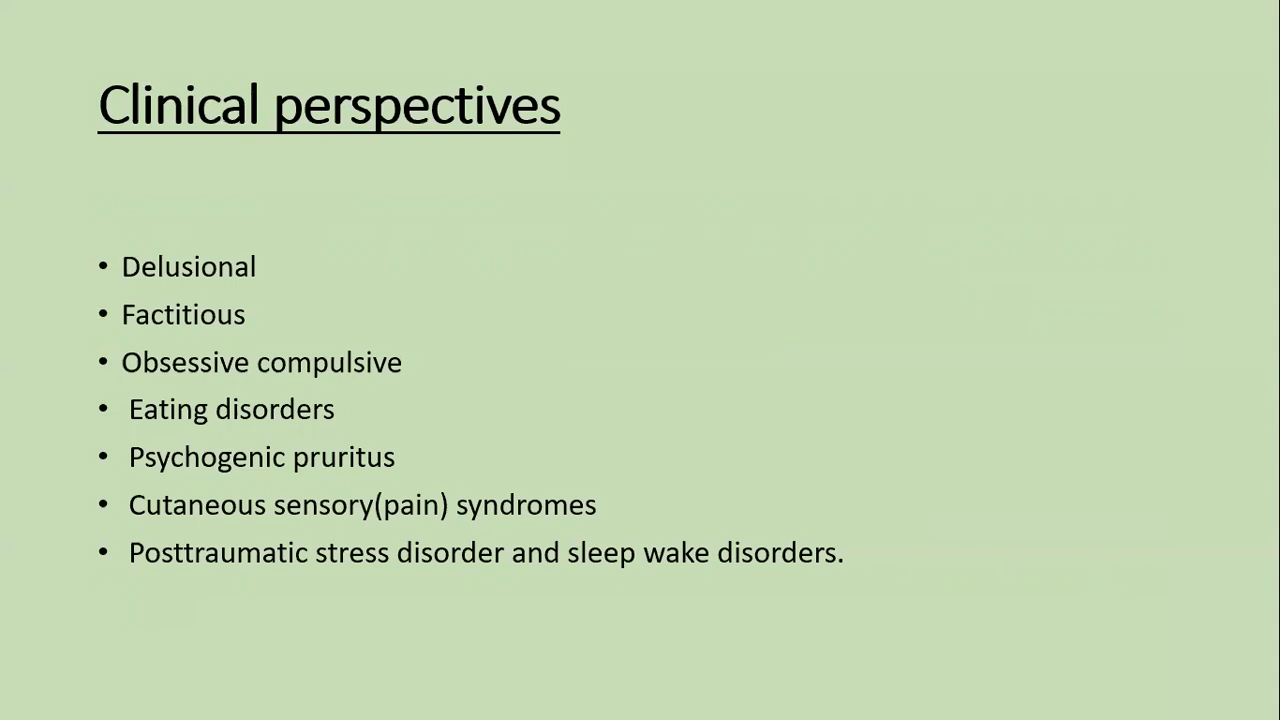 Clinical perspectives
• Delusional
• Factitious
• Obsessive compulsive
• Eating disorders
• Psychogenic pruritus
• Cutaneous sensory(pain) syndromes
• Posttraumatic stress disorder and sleep wake disorders.